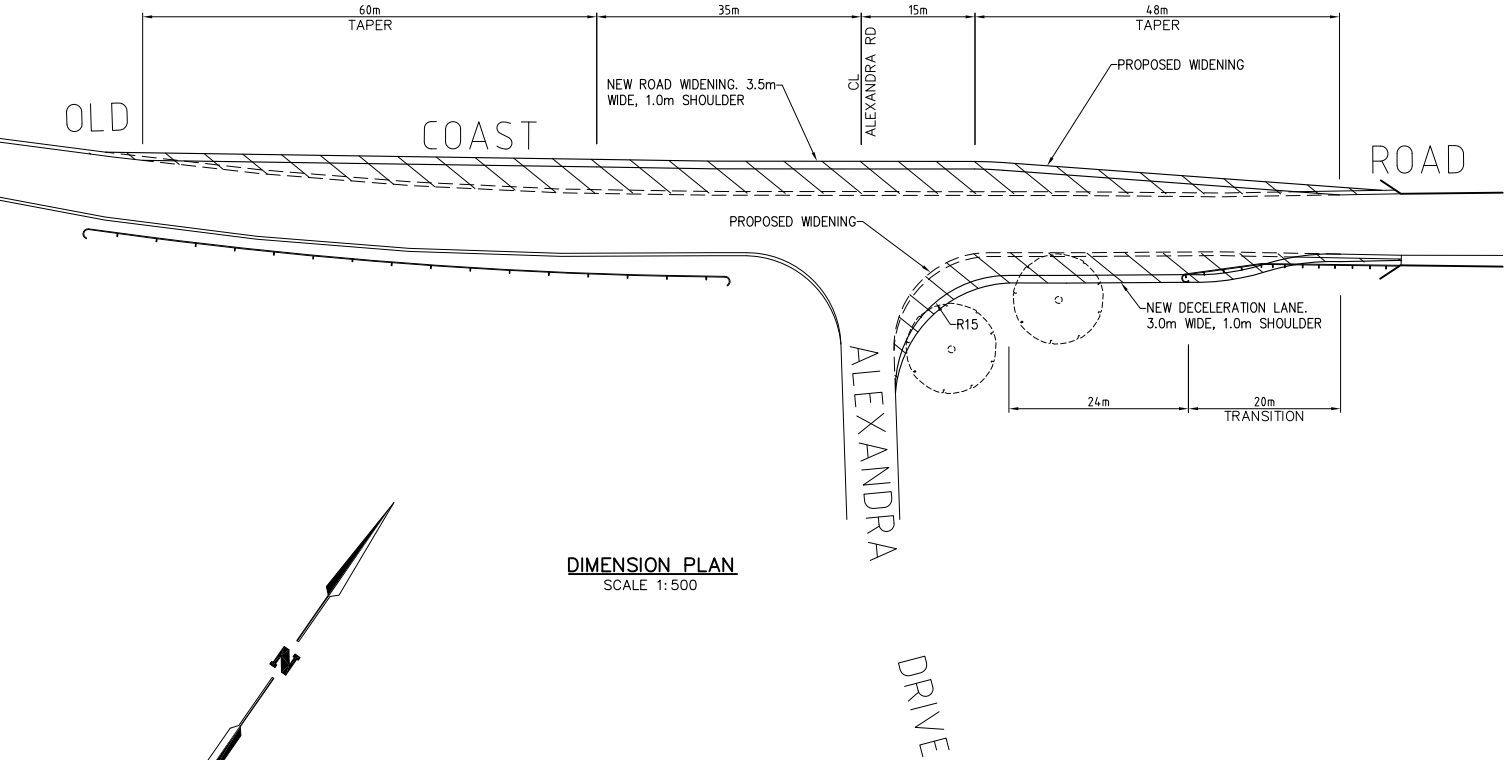 60m
TAPER
35m
15m
48m
TAPER
CL
ALEXANDRA RD
NEW ROAD WIDENING. 3.5m
WIDE, 1.0m SHOULDER
PROPOSED WIDENING
OLD
COAST
ROAD
PROPOSED WIDENING
NEW DECELERATION LANE.
3.0m WIDE, 1.0m SHOULDER
R15
24m
20m
TRANSITION
ALEXANDRA
DRIVE
DIMENSION PLAN
SCALE 1:500
N